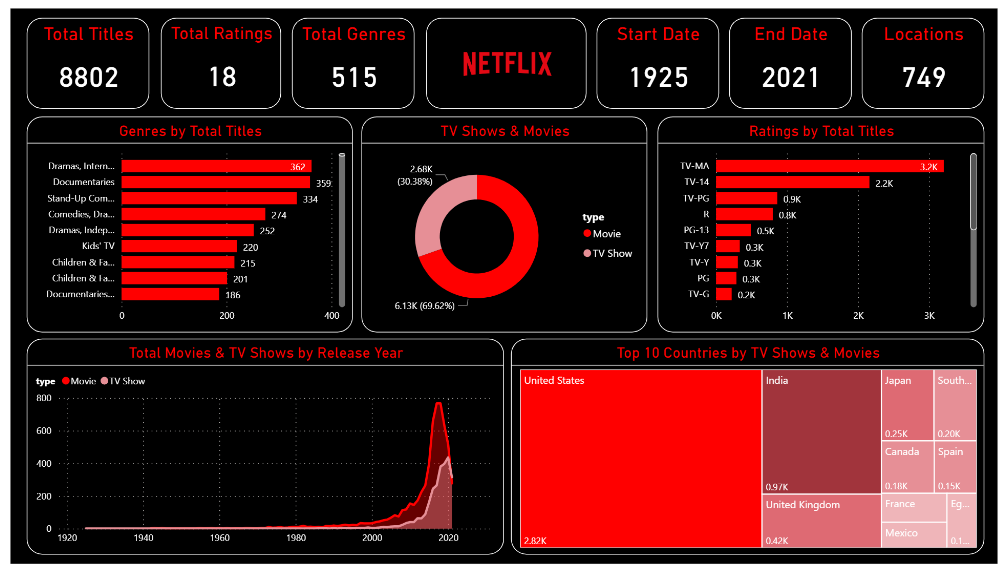 Total Titles
8802
Total Ratings
18
Total Genres
515
NETFLIX
Start Date
1925
End Date
2021
Locations
749
Genres by Total Titles
Dramas, Intern... 362
Documentaries 359
Stand-Up Com... 334
Comedies, Dra... 274
Dramas, Indep... 252
Kids' TV 220
Children & Fa... 215
Children & Fa... 201
Documentaries... 186
0 200 400
TV Shows & Movies
2.68K
(30.38%)
6.13K (69.62%)
type
Movie
TV Show
Ratings by Total Titles
TV-MA 3.2K
TV-14 2.2K
TV-PG 0.9K
R 0.8K
PG-13 0.5K
TV-Y7 0.3K
TV-Y 0.3K
PG 0.3K
TV-G 0.2K
0K 1K 2K 3K
Total Movies & TV Shows by Release Year
type Movie TV Show
800
600
400
200
0
1920 1940 1960 1980 2000 2020
Top 10 Countries by TV Shows & Movies
United States
2.82K
India
0.97K
United Kingdom
0.42K
Japan
0.25K
South...
0.20K
Canada
0.18K
Spain
0.15K
France
Mexico
Eg...
0.1...